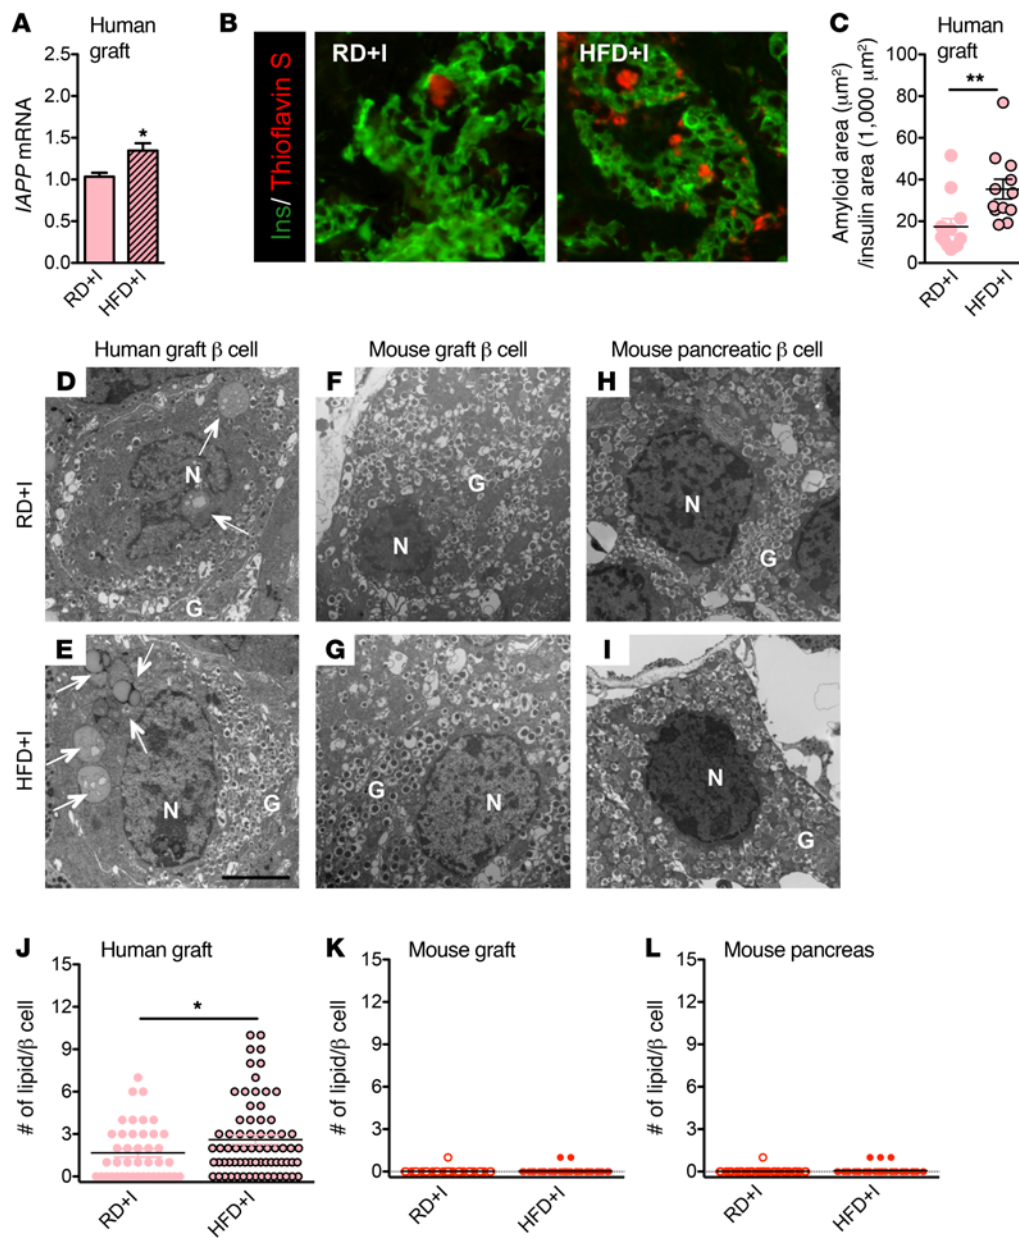 A
Human
graft
IAPP mRNA
2.5
2.0
1.5
1.0
0.5
0.0
*
RD+I
HFD+I
B
Ins/ Thioflavin S
RD+I
HFD+I
C
Human
graft
Amyloid area (μm²)
/insulin area (1,000 μm²)
100
80
60
40
20
0
**
RD+I
HFD+I
Human graft β cell
Mouse graft β cell
Mouse pancreatic β cell
RD+I
D
N
G
F
G
N
H
N
G
HFD+I
E
N
G
G
G
N
I
N
G
J
Human graft
# of lipid/β cell
15
12
9
6
3
0
*
RD+I
HFD+I
K
Mouse graft
# of lipid/β cell
15
12
9
6
3
0
RD+I
HFD+I
L
Mouse pancreas
# of lipid/β cell
15
12
9
6
3
0
RD+I
HFD+I